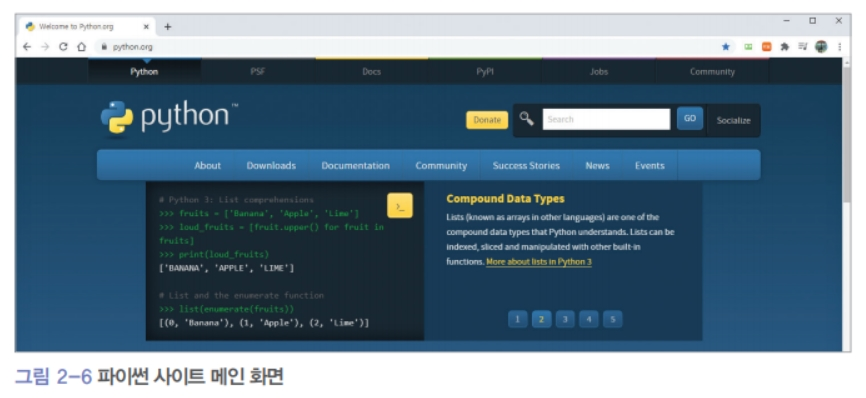 Welcome to Python.org
python.org
Python PSF Docs PyPI Jobs Community
python™
Donate Search GO Socialize
About Downloads Documentation Community Success Stories News Events
# Python 3: List comprehensions
>>> fruits = ['Banana', 'Apple', 'Lime']
>>> loud_fruits = [fruit.upper() for fruit in
fruits]
>>> print(loud_fruits)
['BANANA', 'APPLE', 'LIME']
# List and the enumerate function
>>> list(enumerate(fruits))
[(0, 'Banana'), (1, 'Apple'), (2, 'Lime')]
>_
Compound Data Types
Lists (known as arrays in other languages) are one of the
compound data types that Python understands. Lists can be
indexed, sliced and manipulated with other built-in
functions. More about lists in Python 3
1 2 3 4 5
그림 2-6 파이썬 사이트 메인 화면